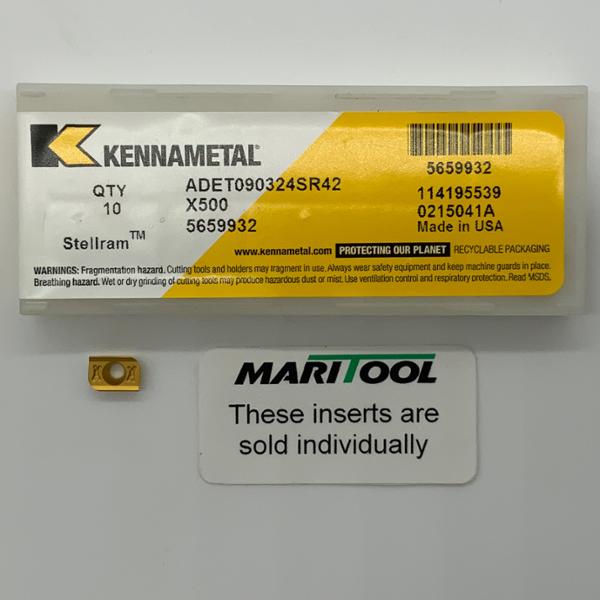 KENNAMETAL®
QTY
10
Stellram™
ADET090324SR42
X500
5659932
5659932
114195539
0215041A
Made in USA
www.kennametal.com PROTECTING OUR PLANET RECYCLABLE PACKAGING
WARNINGS: Fragmentation hazard. Cutting tools and holders may fragment in use. Always wear safety equipment and keep machine guards in place.
Breathing hazard. Wet or dry grinding of cutting tools may produce hazardous dust or mist. Use ventilation control and respiratory protection. Read MSDS.
MARITOOL
These inserts are
sold individually